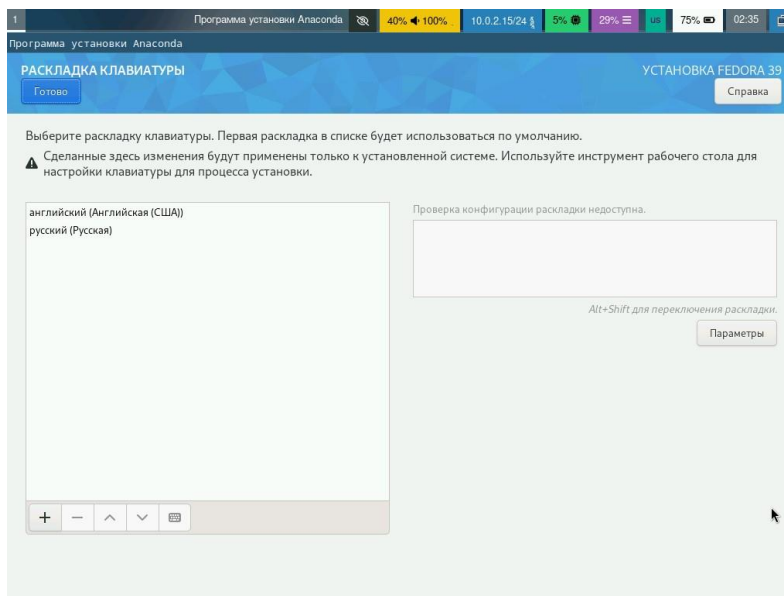 1 Программа установки Anaconda 40% 100% . 10.0.2.15/24 5% 29% us 75% 02:35
Программа установки Anaconda
РАСКЛАДКА КЛАВИАТУРЫ УСТАНОВКА FEDORA 39
Готово Справка
Выберите раскладку клавиатуры. Первая раскладка в списке будет использоваться по умолчанию.
Сделанные здесь изменения будут применены только к установленной системе. Используйте инструмент рабочего стола для
настройки клавиатуры для процесса установки.
английский (Английская (США))
русский (Русская)
Проверка конфигурации раскладки недоступна.
Alt+Shift для переключения раскладки.
Параметры